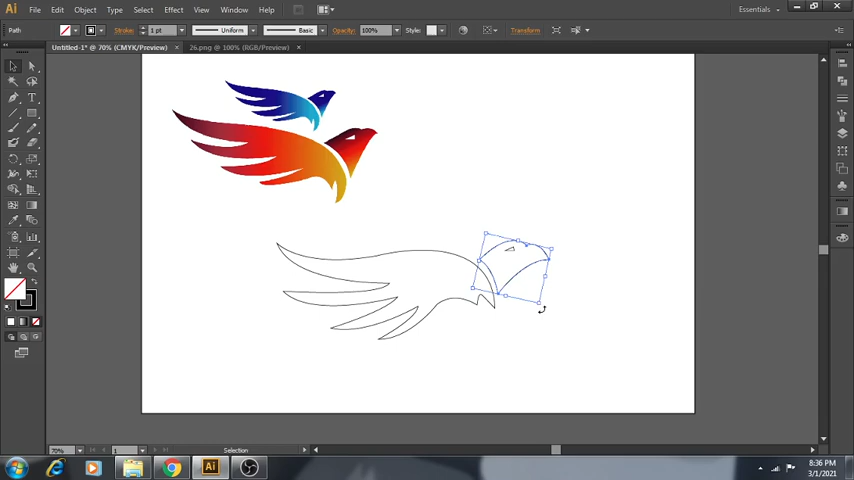 Ai File Edit Object Type Select Effect View Window Help Essentials
Path Stroke: 1 pt Uniform Basic Opacity: 100% Style: Transform
Untitled-1* @ 70% (CMYK/Preview) × 26.png @ 100% (RGB/Preview) ×
T
70% 1 Selection
Ai 8:36 PM
3/1/2021